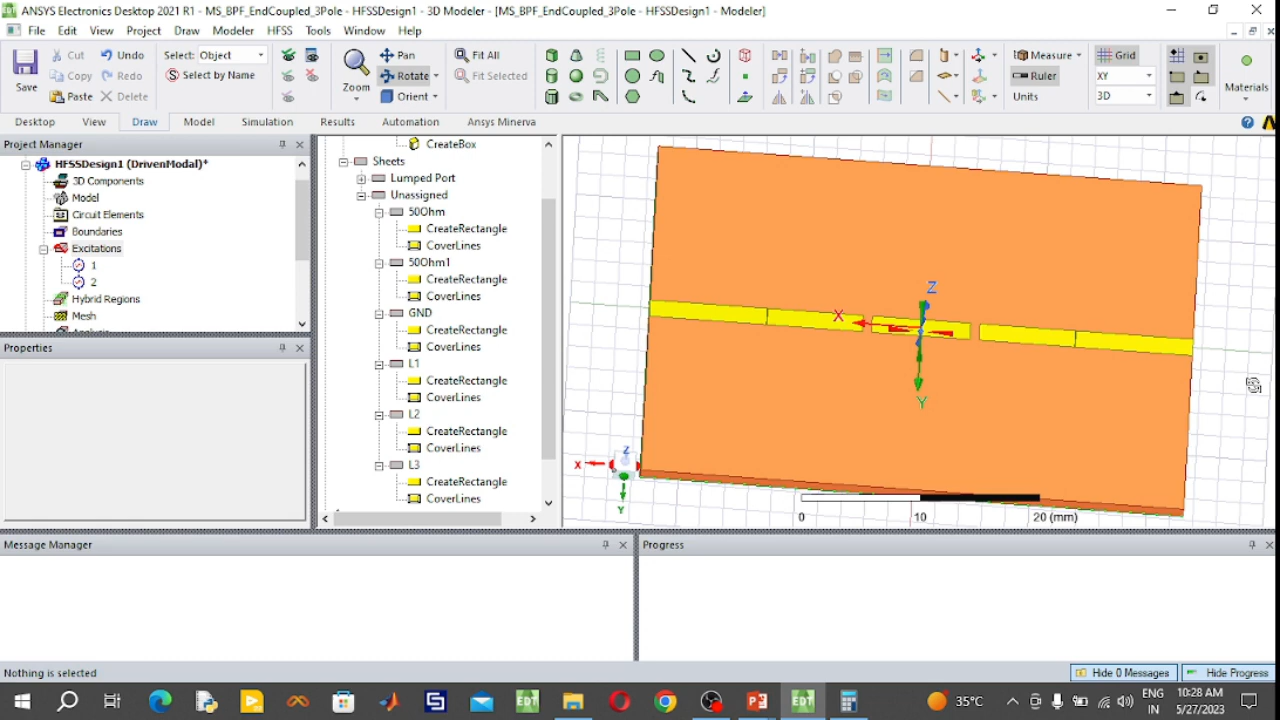 ANSYS Electronics Desktop 2021 R1 - MS_BPF_EndCoupled_3Pole - HFSSDesign1 - 3D Modeler - [MS_BPF_EndCoupled_3Pole - HFSSDesign1 - Modeler]
File Edit View Project Draw Modeler HFSS Tools Window Help
Save
Cut
Copy
Paste
Undo
Redo
Delete
Select: Object
Select by Name
Zoom
Pan
Rotate
Orient
Fit All
Fit Selected
Measure
Ruler
Units
Grid
XY
3D
Materials
Desktop View Draw Model Simulation Results Automation Ansys Minerva
Project Manager
HFSSDesign1 (DrivenModal)*
3D Components
Model
Circuit Elements
Boundaries
Excitations
1
2
Hybrid Regions
Mesh
Properties
CreateBox
Sheets
Lumped Port
Unassigned
50Ohm
CreateRectangle
CoverLines
50Ohm1
CreateRectangle
CoverLines
GND
CreateRectangle
CoverLines
L1
CreateRectangle
CoverLines
L2
CreateRectangle
CoverLines
L3
CreateRectangle
CoverLines
Z
X
Y
Z
X
Y
0 10 20 (mm)
Message Manager
Progress
Nothing is selected
Hide 0 Messages
Hide Progress
EDT
EDT
35°C
ENG
IN
10:28 AM
5/27/2023